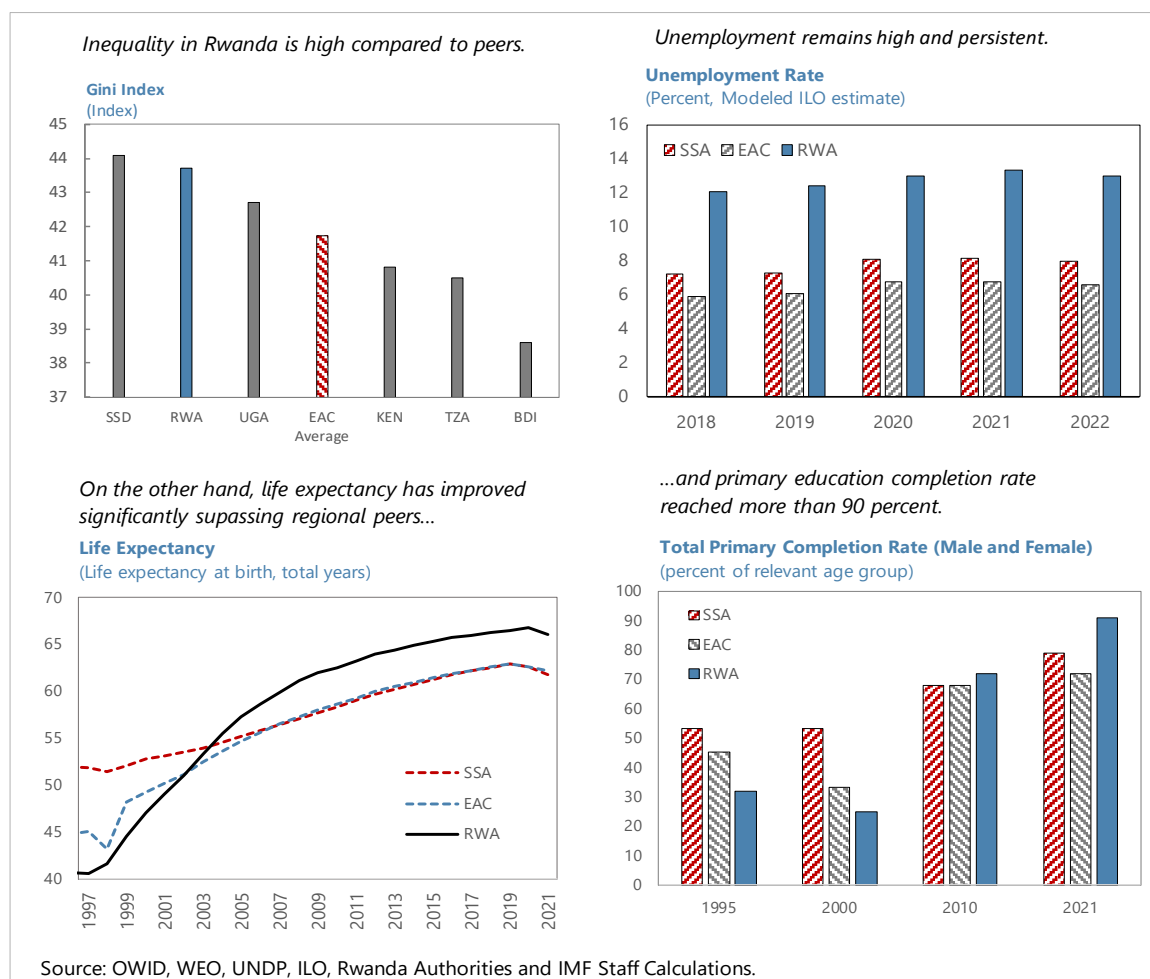 Inequality in Rwanda is high compared to peers.
Gini Index
(Index)
45
44
43
42
41
40
39
38
37
SSD
RWA
UGA
EAC
Average
KEN
TZA
BDI
Unemployment remains high and persistent.
Unemployment Rate
(Percent, Modeled ILO estimate)
16
14
12
10
8
6
4
2
0
SSA
EAC
RWA
2018
2019
2020
2021
2022
On the other hand, life expectancy has improved
significantly supassing regional peers...
Life Expectancy
(Life expectancy at birth, total years)
70
65
60
55
50
45
40
SSA
EAC
RWA
1997
1999
2001
2003
2005
2007
2009
2011
2013
2015
2017
2019
2021
...and primary education completion rate
reached more than 90 percent.
Total Primary Completion Rate (Male and Female)
(percent of relevant age group)
100
90
80
70
60
50
40
30
20
10
0
SSA
EAC
RWA
1995
2000
2010
2021
Source: OWID, WEO, UNDP, ILO, Rwanda Authorities and IMF Staff Calculations.